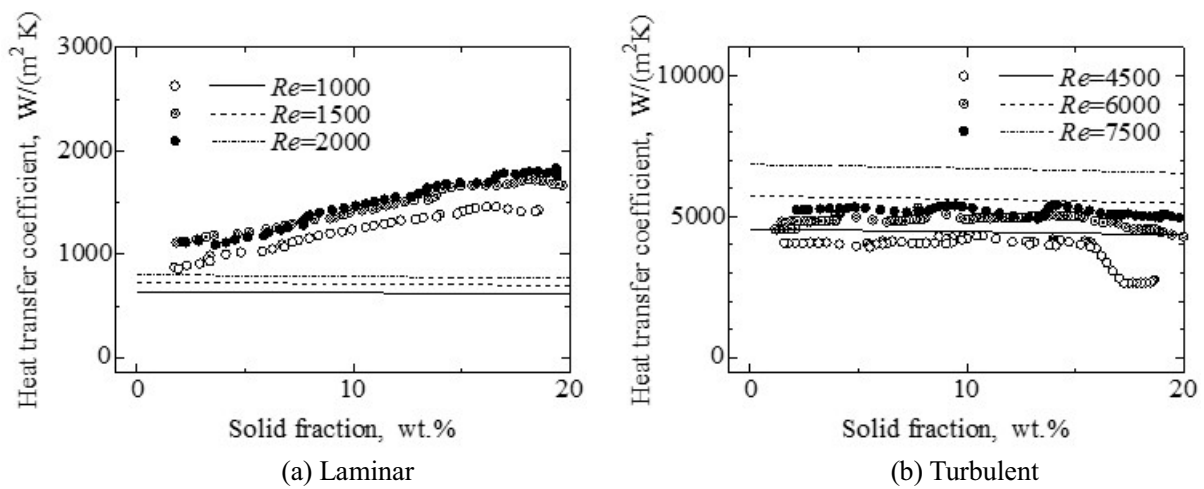 Heat transfer coefficient, W/(m² K)
3000
2000
1000
0
Re=1000
Re=1500
Re=2000
0 10 20
Solid fraction, wt.%
(a) Laminar
Heat transfer coefficient, W/(m²K)
10000
5000
0
Re=4500
Re=6000
Re=7500
0 10 20
Solid fraction, wt.%
(b) Turbulent